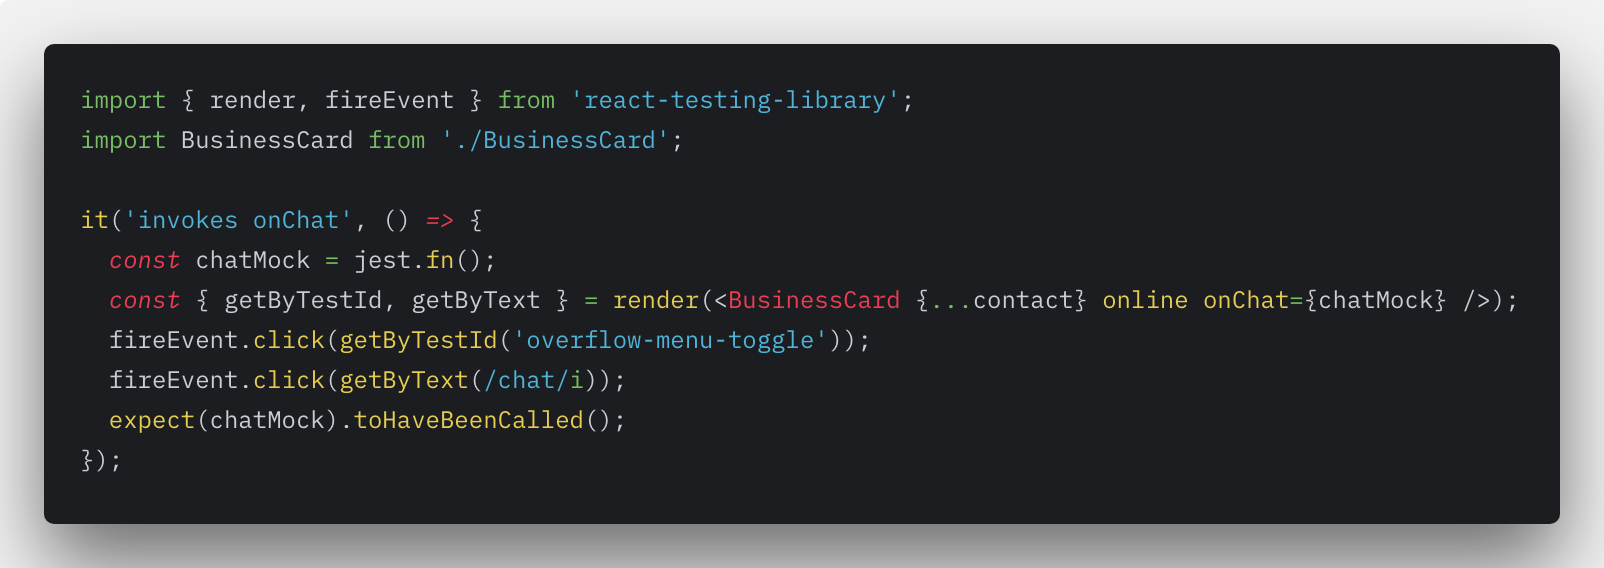 import { render, fireEvent } from 'react-testing-library';
import BusinessCard from './BusinessCard';

it('invokes onChat', () => {
  const chatMock = jest.fn();
  const { getByTestId, getByText } = render(<BusinessCard {...contact} online onChat={chatMock} />);
  fireEvent.click(getByTestId('overflow-menu-toggle'));
  fireEvent.click(getByText(/chat/i));
  expect(chatMock).toHaveBeenCalled();
});